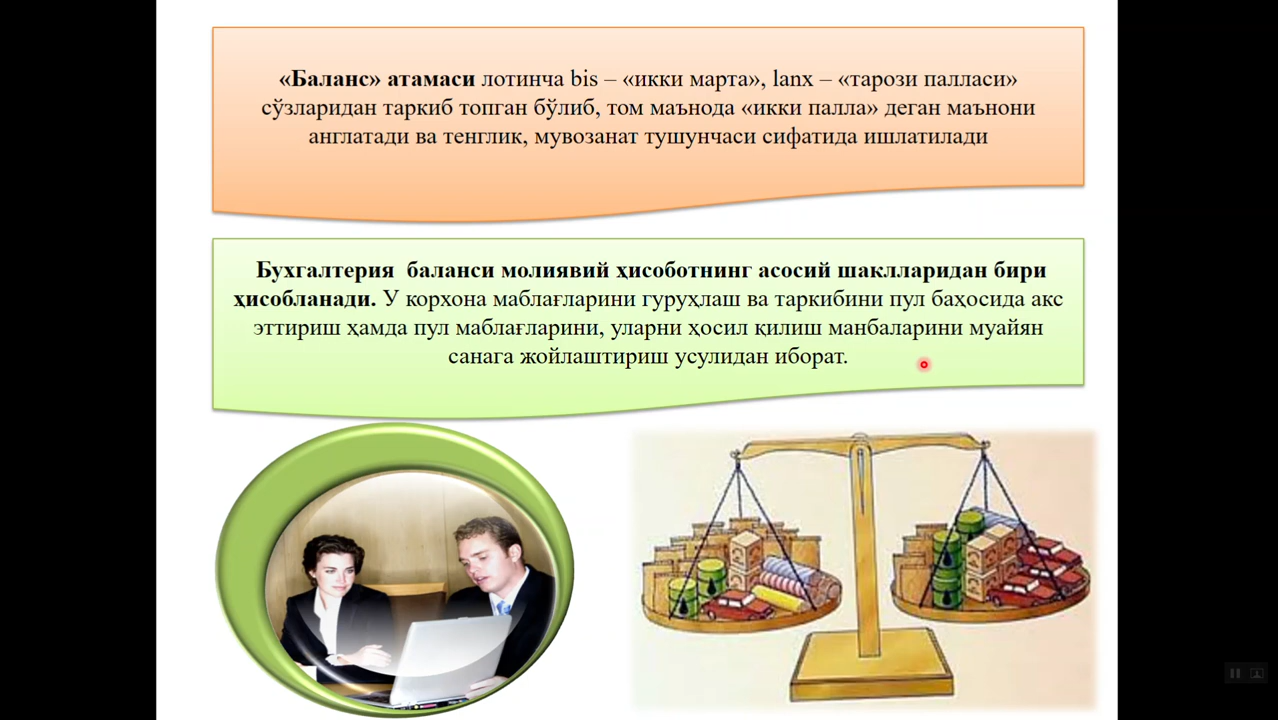 «Баланс» атамаси лотинча bis – «икки марта», lanx – «тарози палласи»
сўзларидан таркиб топган бўлиб, том маънода «икки палла» деган маънони
англатади ва тенглик, мувозанат тушунчаси сифатида ишлатилади
Бухгалтерия  баланси молиявий ҳисоботнинг асосий шаклларидан бири
ҳисобланади. У корхона маблағларини гуруҳлаш ва таркибини пул баҳосида акс
эттириш ҳамда пул маблағларини, уларни ҳосил қилиш манбаларини муайян
санага жойлаштириш усулидан иборат.